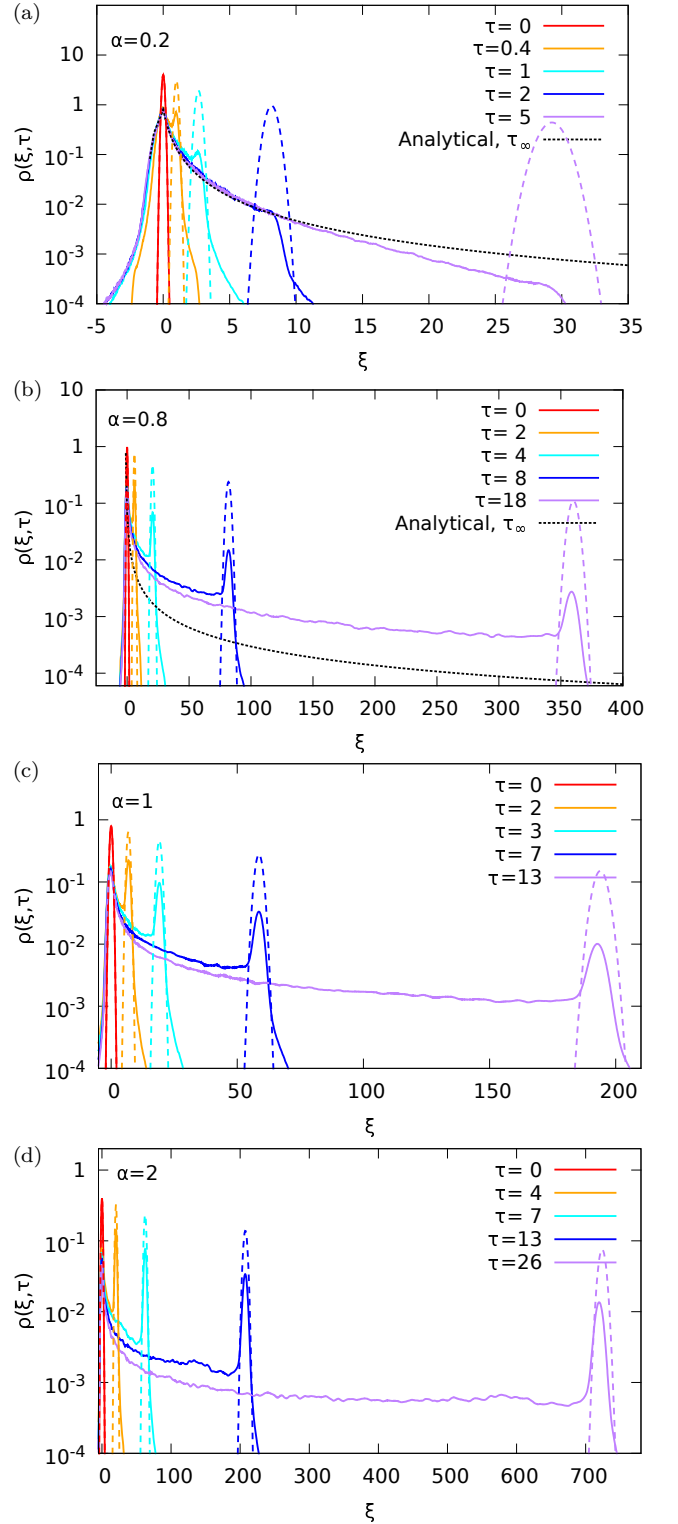 (a)
α=0.2
τ= 0
τ=0.4
τ= 1
τ= 2
τ= 5
Analytical, τ∞
ρ(ξ,τ)
10
1
10⁻¹
10⁻²
10⁻³
10⁻⁴
-5 0 5 10 15 20 25 30 35
ξ
(b)
α=0.8
τ= 0
τ= 2
τ= 4
τ= 8
τ=18
Analytical, τ∞
ρ(ξ,τ)
10
1
10⁻¹
10⁻²
10⁻³
10⁻⁴
0 50 100 150 200 250 300 350 400
ξ
(c)
α=1
τ= 0
τ= 2
τ= 3
τ= 7
τ=13
ρ(ξ,τ)
1
10⁻¹
10⁻²
10⁻³
10⁻⁴
0 50 100 150 200
ξ
(d)
α=2
τ= 0
τ= 4
τ= 7
τ=13
τ=26
ρ(ξ,τ)
1
10⁻¹
10⁻²
10⁻³
10⁻⁴
0 100 200 300 400 500 600 700
ξ